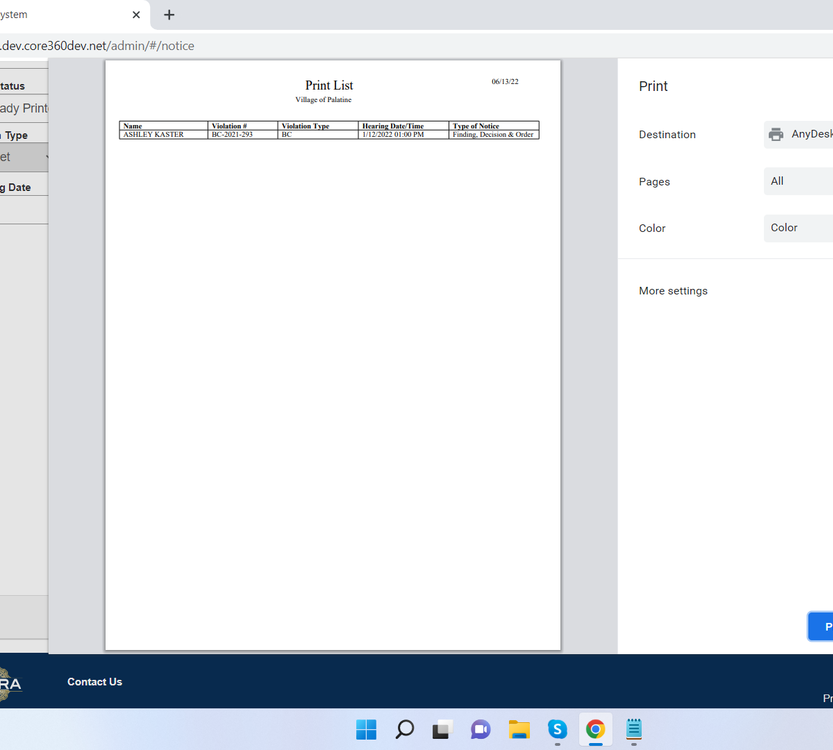 ystem
.dev.core360dev.net/admin/#/notice
tatus
ady Print
Type
et
g Date
Print List
06/13/22
Village of Palatine
Name Violation # Violation Type Hearing Date/Time Type of Notice
ASHLEY KASTER BC-2021-293 BC 1/12/2022 01:00 PM Finding, Decision & Order
Print
Destination AnyDesk
Pages All
Color Color
More settings
P
RA
Contact Us
Pr
S